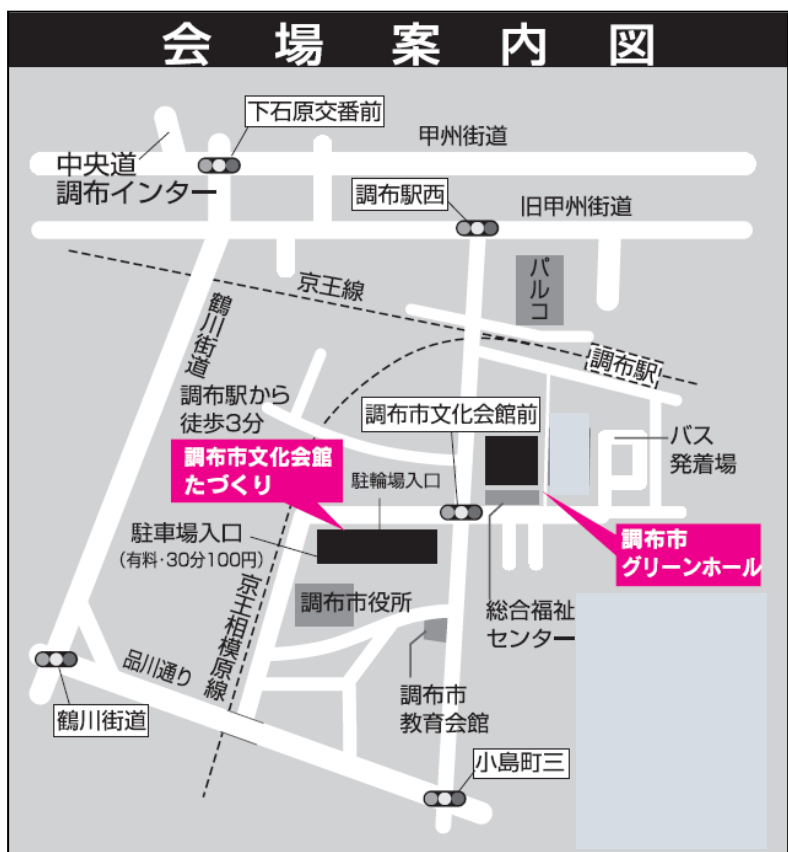 会場案内図
下石原交番前
甲州街道
中央道
調布インター
調布駅西
旧甲州街道
パルコ
京王線
鶴川街道
調布駅
調布駅から
徒歩3分
調布市文化会館前
バス
発着場
調布市文化会館
たづくり
駐輪場入口
駐車場入口
(有料・30分100円)
調布市
グリーンホール
調布市役所
総合福祉
センター
京王相模原線
品川通り
調布市
教育会館
鶴川街道
小島町三